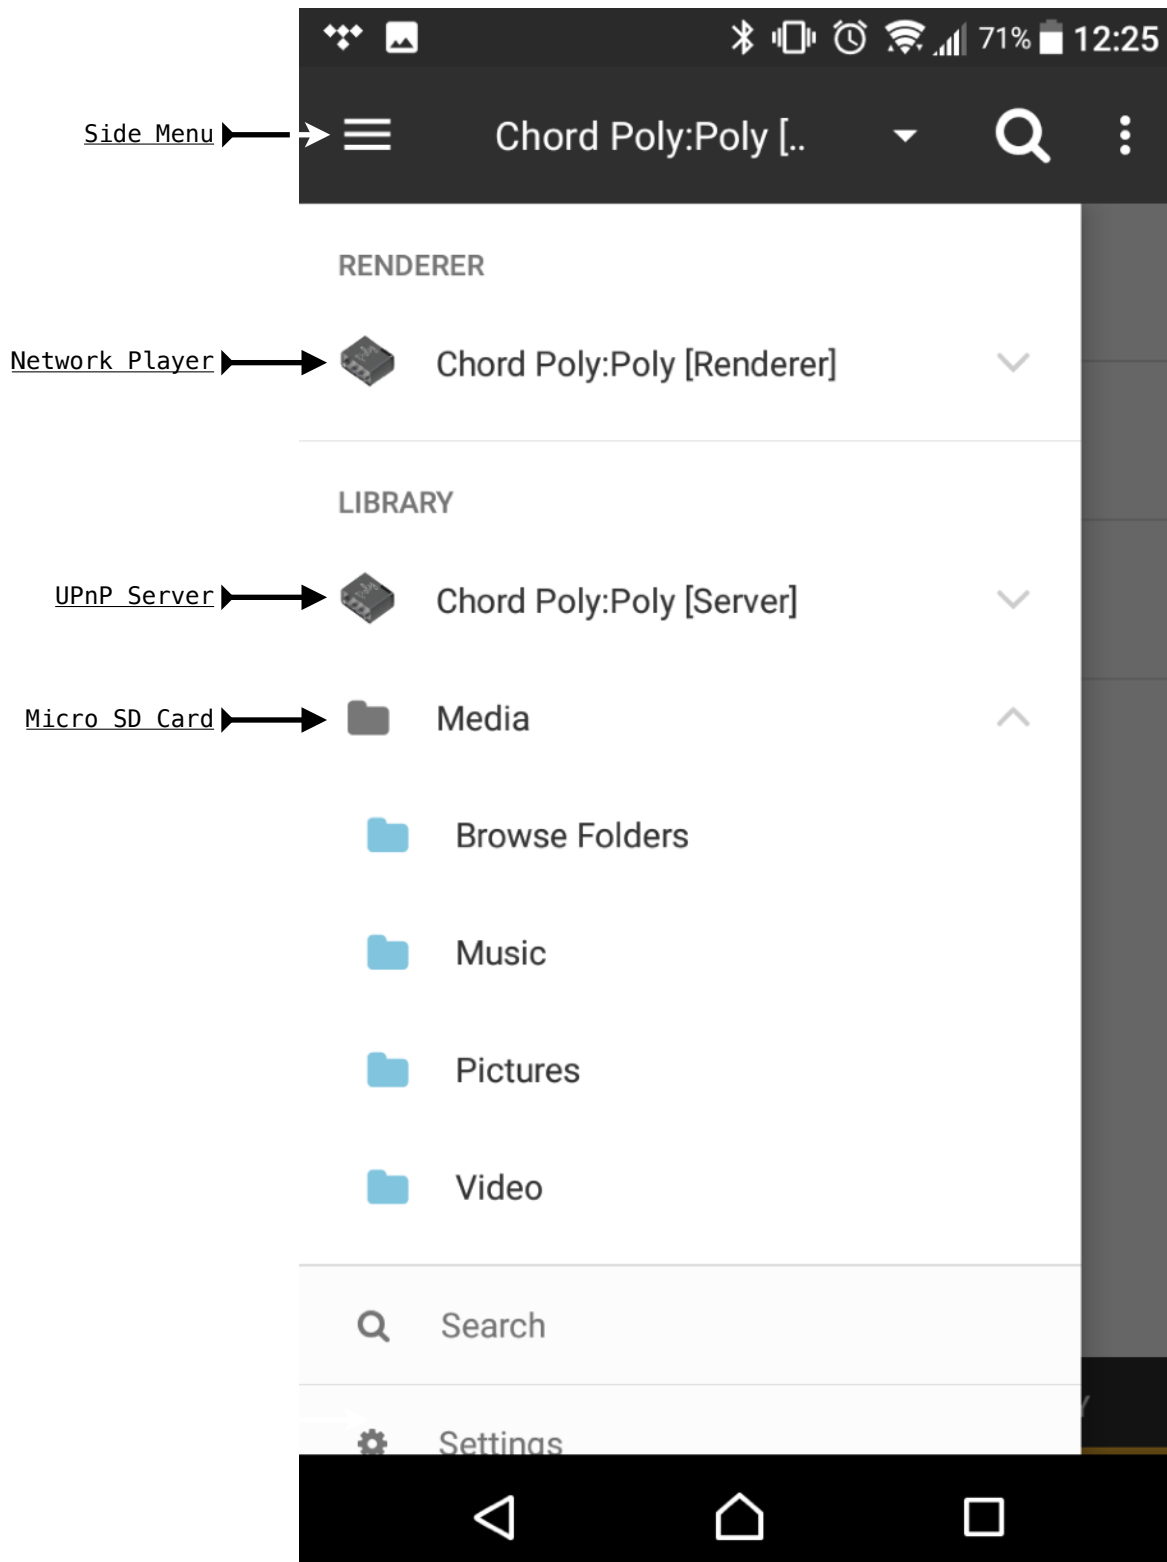 71% 12:25
Side Menu Chord Poly:Poly [..
RENDERER
Network Player Chord Poly:Poly [Renderer]
LIBRARY
UPnP Server Chord Poly:Poly [Server]
Micro SD Card Media
Browse Folders
Music
Pictures
Video
Search
Settings